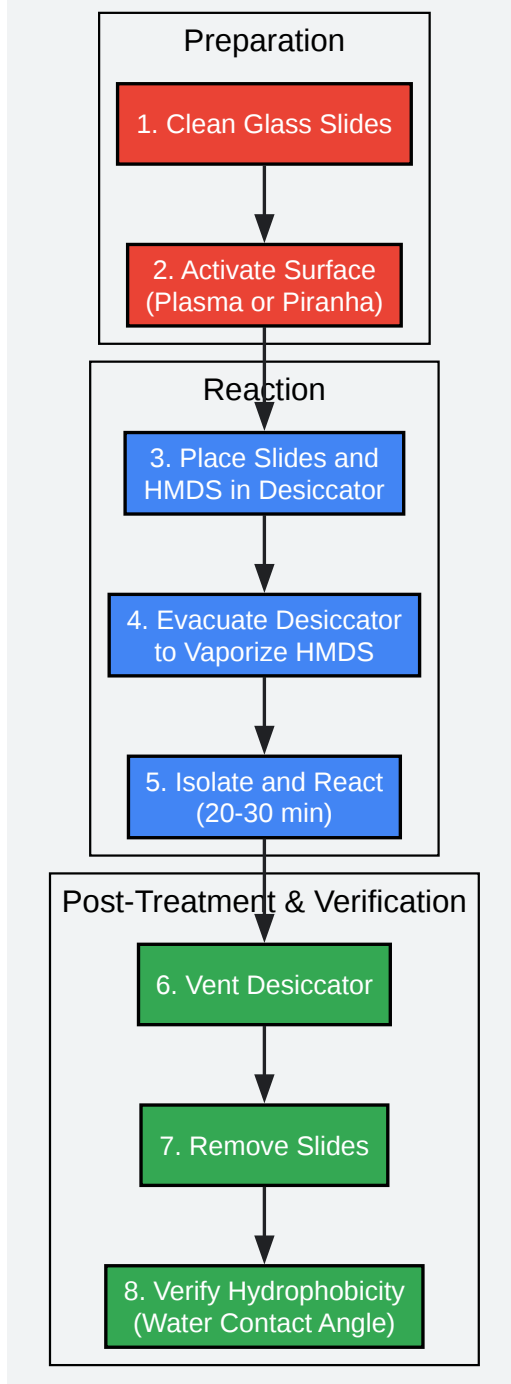 Preparation
1. Clean Glass Slides
2. Activate Surface
(Plasma or Piranha)
Reaction
3. Place Slides and
HMDS in Desiccator
4. Evacuate Desiccator
to Vaporize HMDS
5. Isolate and React
(20-30 min)
Post-Treatment & Verification
6. Vent Desiccator
7. Remove Slides
8. Verify Hydrophobicity
(Water Contact Angle)